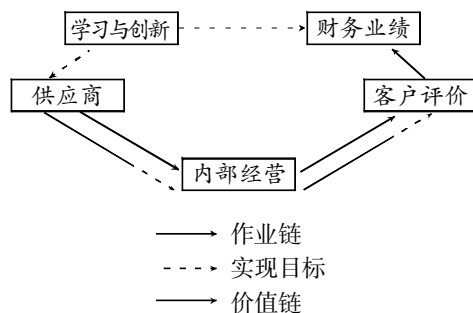 学习与创新
财务业绩
供应商
客户评价
内部经营
作业链
实现目标
价值链